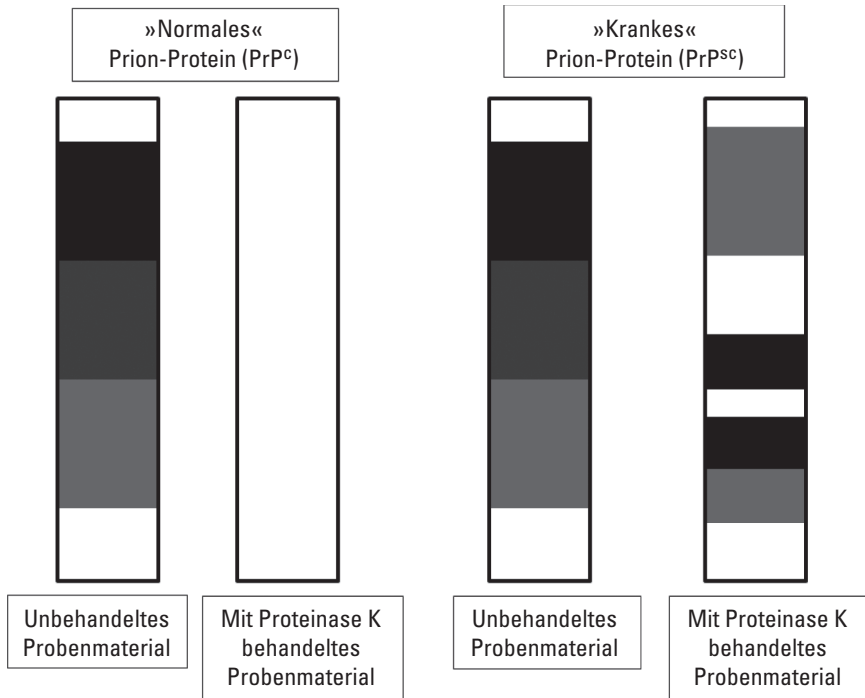 »Normales«
Prion-Protein (PrPᶜ)
»Krankes«
Prion-Protein (PrPˢᶜ)
Unbehandeltes
Probenmaterial
Mit Proteinase K
behandeltes
Probenmaterial
Unbehandeltes
Probenmaterial
Mit Proteinase K
behandeltes
Probenmaterial